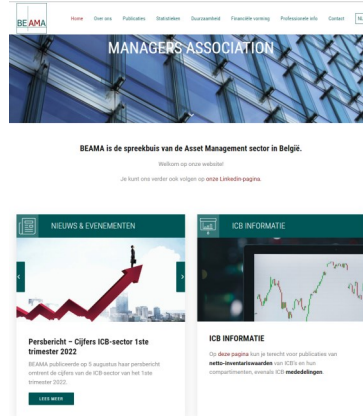 BE AMA
Home Over ons Publicaties Statistieken Duurzaamheid Financiële vorming Professionele info Contact NL
MANAGERS ASSOCIATION
BEAMA is de spreekbuis van de Asset Management sector in België.
Welkom op onze website!
Je kunt ons verder ook volgen op onze Linkedin-pagina.
NIEUWS & EVENEMENTEN
Persbericht – Cijfers ICB-sector 1ste
trimester 2022
BEAMA publiceerde op 9 augustus haar persbericht
omtrent de cijfers van de ICB-sector van het 1ste
trimester 2022.
LEES MEER
ICB INFORMATIE
ICB INFORMATIE
Op deze pagina kun je terecht voor publicaties van
netto-inventariswaarden van ICB's en hun
compartimenten, evenals ICB-mededelingen.